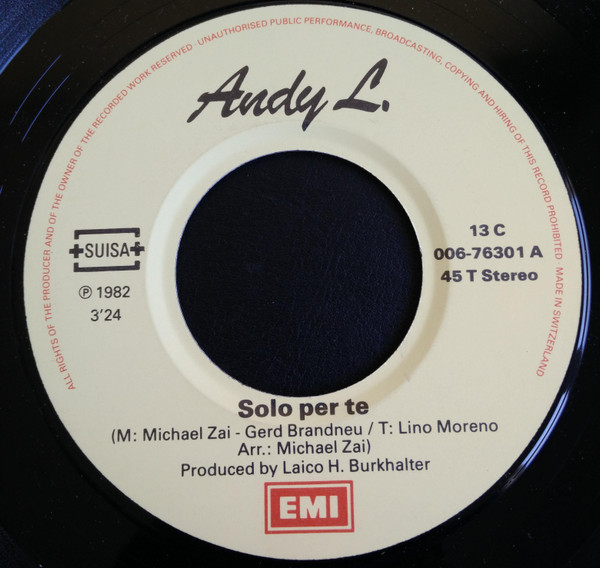 ALL RIGHTS OF THE PRODUCER AND OF THE OWNER OF THE RECORDED WORK RESERVED UNAUTHORISED PUBLIC PERFORMANCE, BROADCASTING, COPYING AND HIRING OF THIS RECORD PROHIBITED MADE IN SWITZERLAND
Andy L.
SUISA
℗ 1982
3'24
13 C
006-76301 A
45 T Stereo
Solo per te
(M: Michael Zai - Gerd Brandneu / T: Lino Moreno
Arr.: Michael Zai)
Produced by Laico H. Burkhalter
EMI